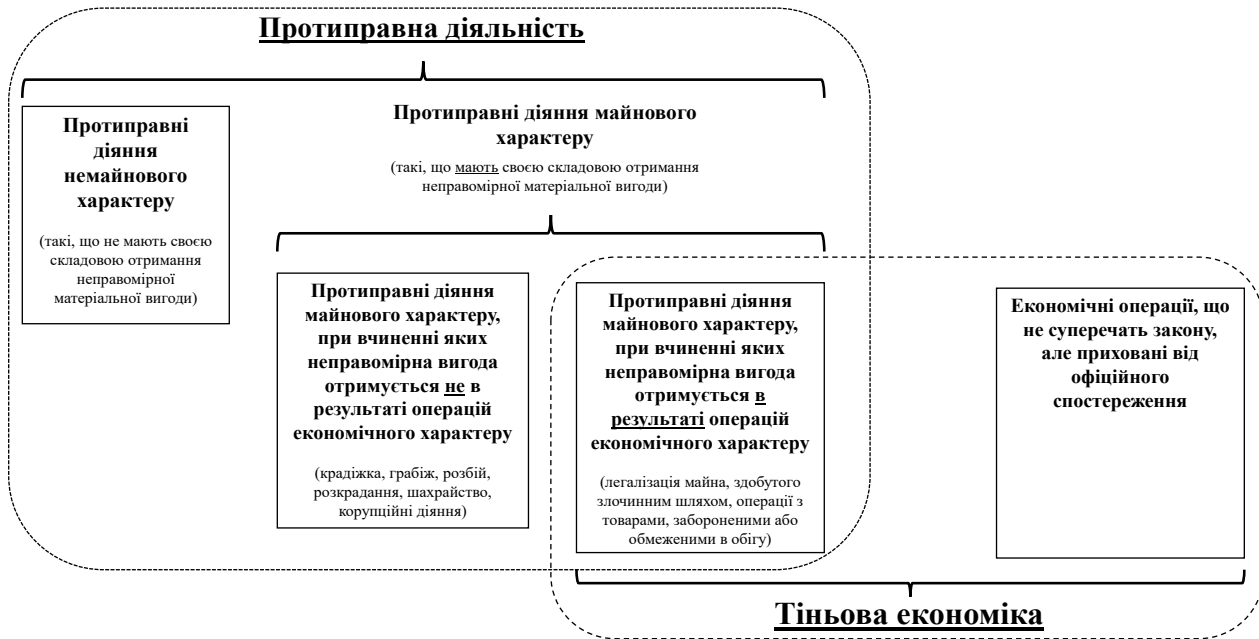 Протиправна діяльність
Протиправні
діяння
немайнового
характеру
(такі, що не мають своєю
складовою отримання
неправомірної
матеріальної вигоди)
Протиправні діяння майнового
характеру
(такі, що мають своєю складовою отримання
неправомірної матеріальної вигоди)
Протиправні діяння
майнового характеру,
при вчиненні яких
неправомірна вигода
отримується не в
результаті операцій
економічного характеру
(крадіжка, грабіж, розбій,
розкрадання, шахрайство,
корупційні діяння)
Протиправні діяння
майнового характеру,
при вчиненні яких
неправомірна вигода
отримується в
результаті операцій
економічного характеру
(легалізація майна, здобутого
злочинним шляхом, операції з
товарами, забороненими або
обмеженими в обігу)
Економічні операції, що
не суперечать закону,
але приховані від
офіційного
спостереження
Тіньова економіка